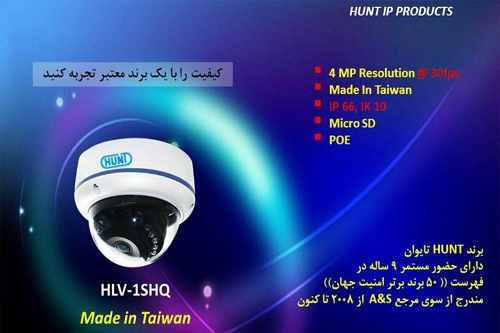 HUNT IP PRODUCTS
کیفیت را با یک برند معتبر تجربه کنید
4 MP Resolution @ 30fps
Made In Taiwan
IP 66, IK 10
Micro SD
POE
HUNT
HLV-1SHQ
Made in Taiwan
برند HUNT تایوان
دارای حضور مستمر ۹ ساله در
فهرست (( ۵۰ برند برتر امنیت جهان))
مندرج از سوی مرجع A&S از ۲۰۰۸ تا کنون